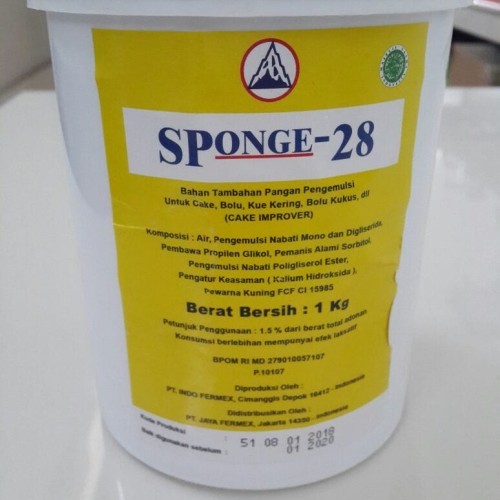 SPONGE-28
Bahan Tambahan Pangan Pengemulsi
Untuk Cake, Bolu, Kue Kering, Bolu Kukus, dll
(CAKE IMPROVER)
Komposisi : Air, Pengemulsi Nabati Mono dan Digliserida,
Pembawa Propilen Glikol, Pemanis Alami Sorbitol,
Pengemulsi Nabati Poligliserol Ester,
Pengatur Keasaman ( Kalium Hidroksida ),
Pewarna Kuning FCF CI 15985
Berat Bersih : 1 Kg
Petunjuk Penggunaan : 1.5 % dari berat total adonan
Konsumsi berlebihan mempunyai efek laksatif
BPOM RI MD 279010057107
P.10107
Diproduksi Oleh :
PT. INDO FERMEX, Cimanggis Depok 16412 - Indonesia
Didistribusikan Oleh :
PT. JAYA FERMEX, Jakarta 14350 - Indonesia
Kode Produksi : 51 08 01 2018
Baik digunakan sebelum : 01 2020